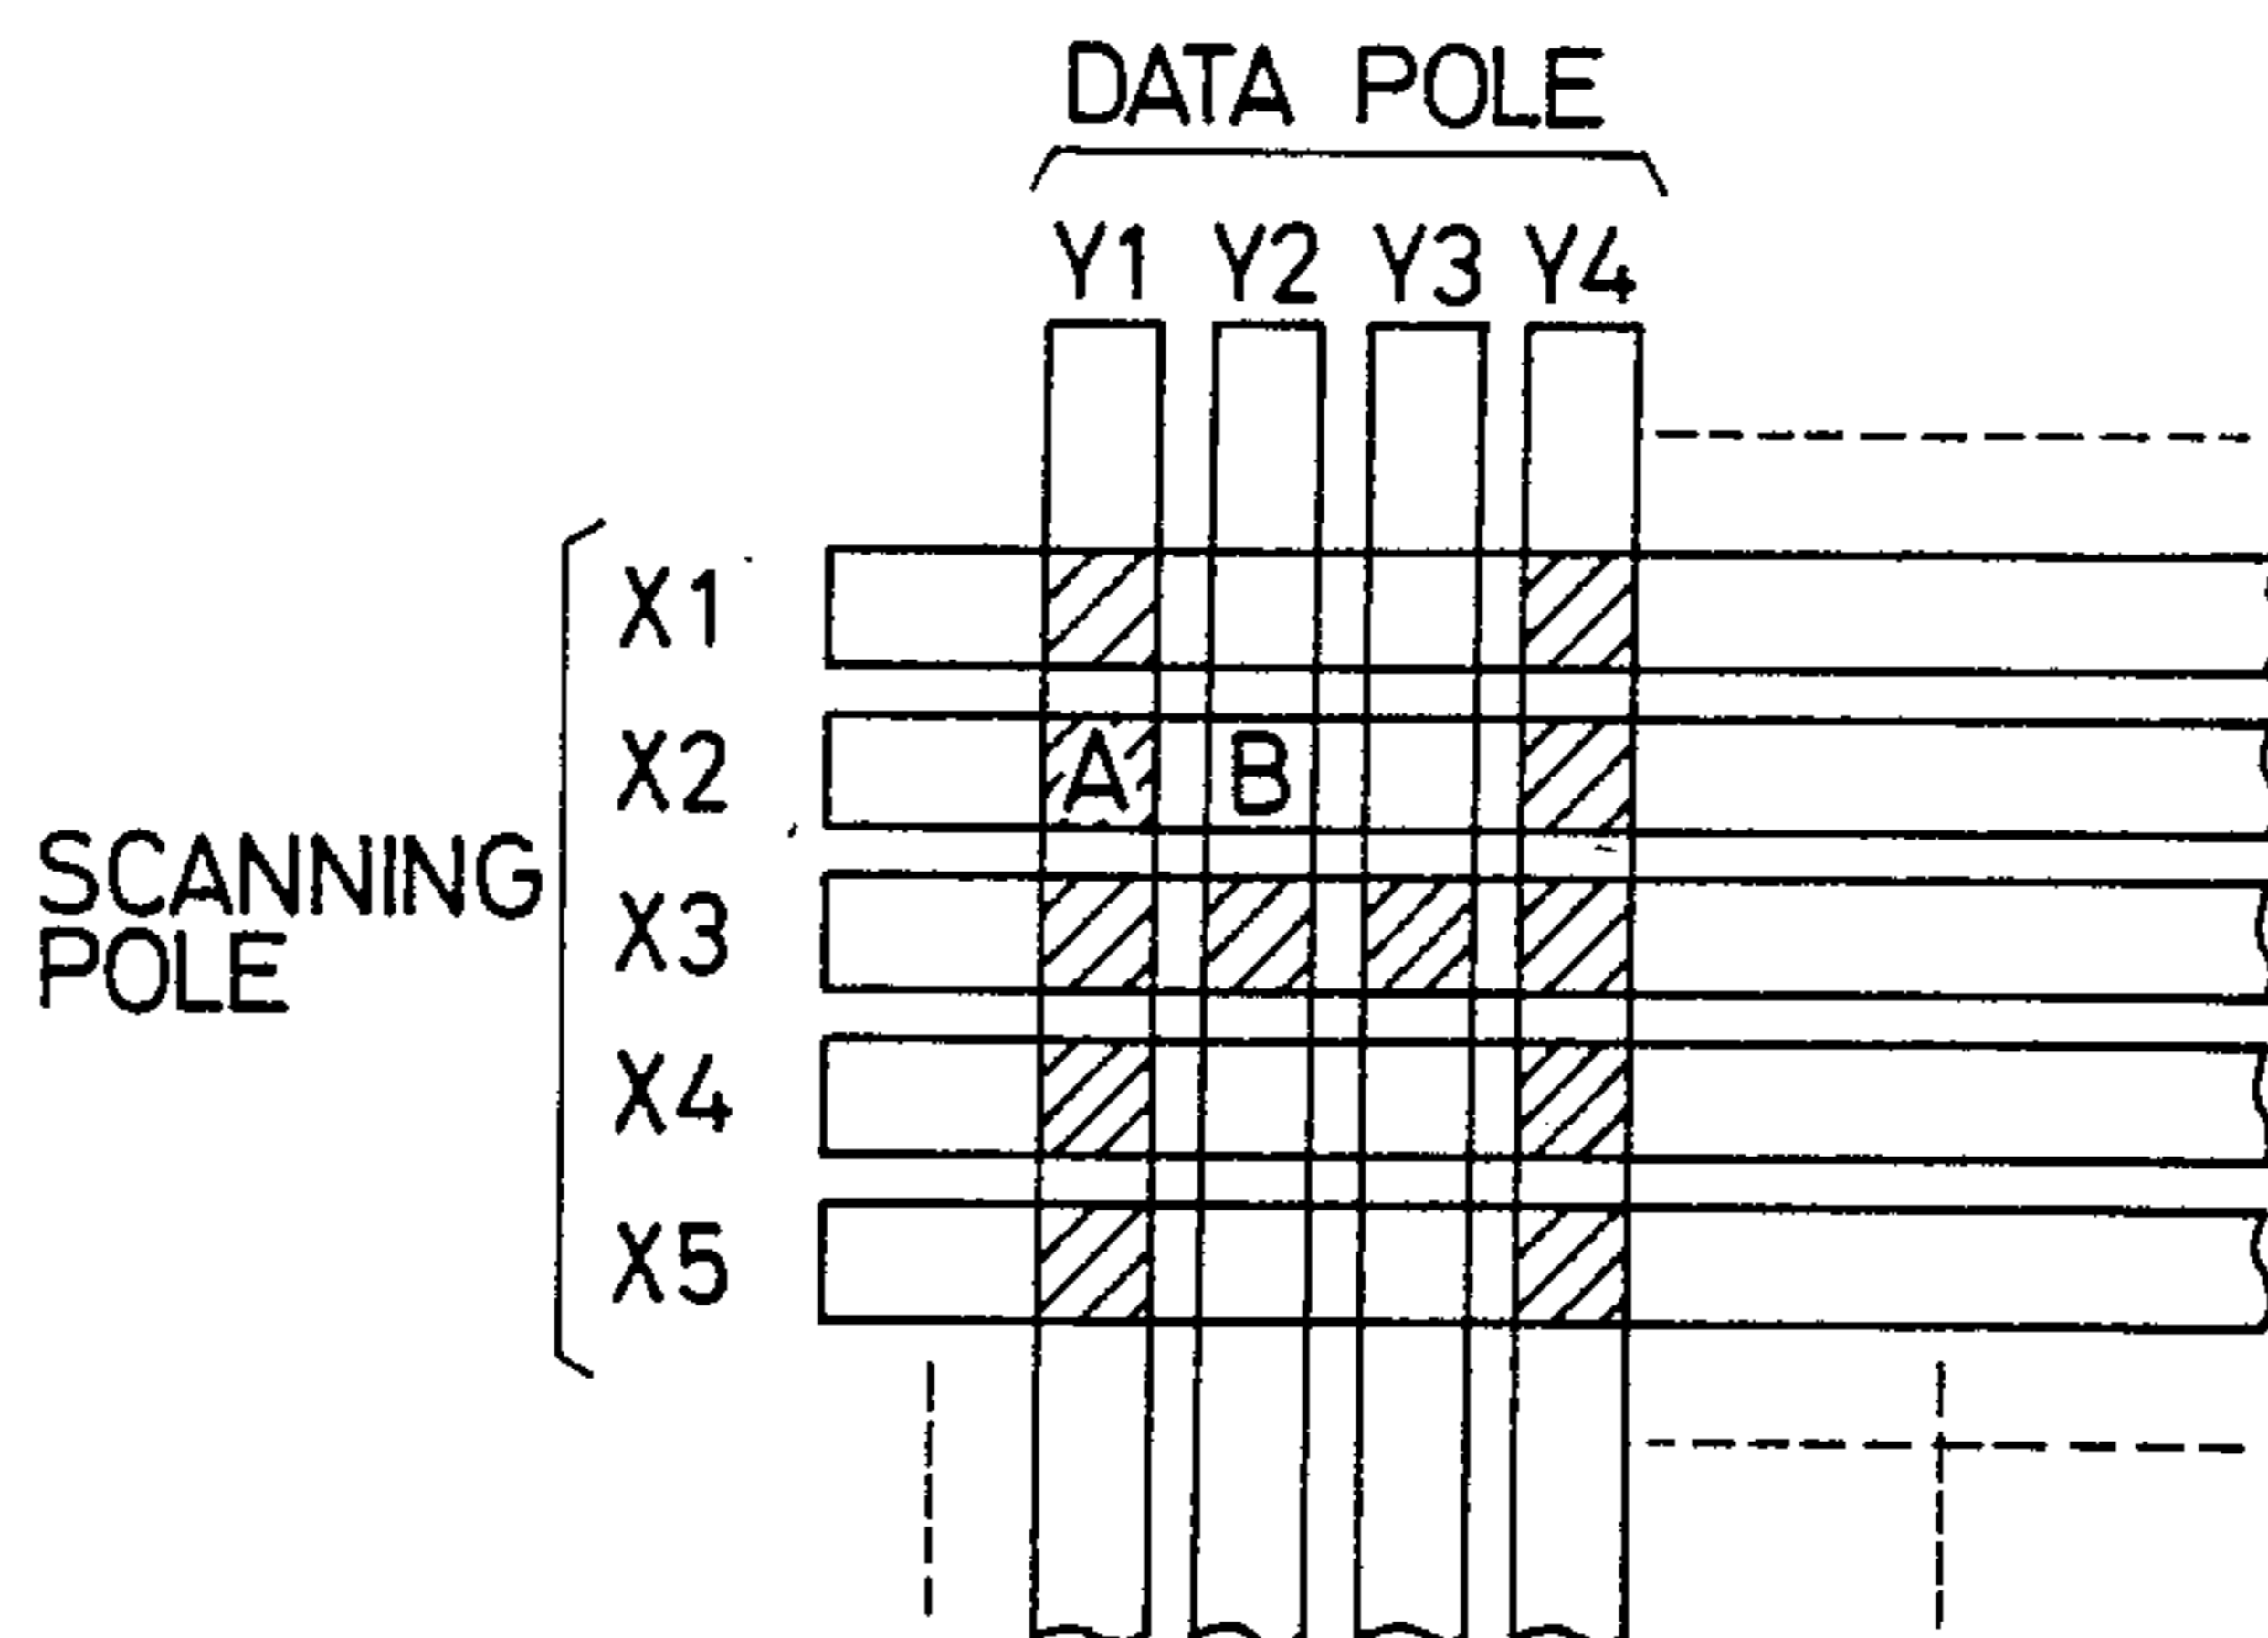 DATA POLE
Y1 Y2 Y3 Y4
X1
X2 A B
SCANNING
POLE
X3
X4
X5